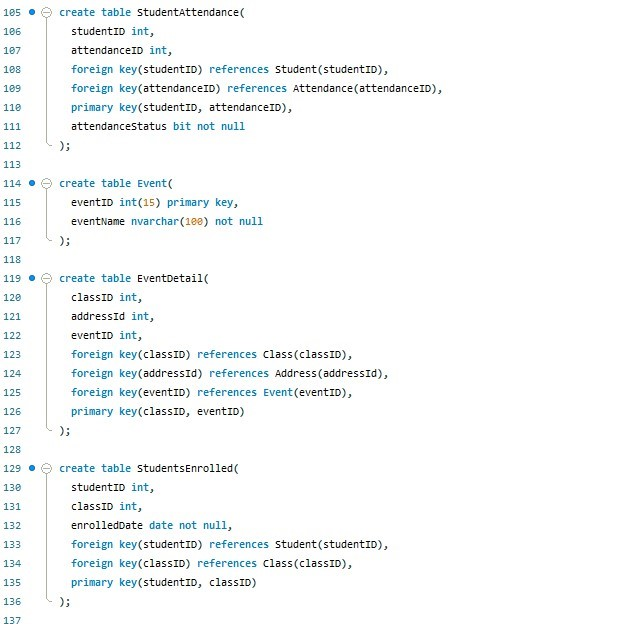 105 create table StudentAttendance(
106 studentID int,
107 attendanceID int,
108 foreign key(studentID) references Student(studentID),
109 foreign key(attendanceID) references Attendance(attendanceID),
110 primary key(studentID, attendanceID),
111 attendanceStatus bit not null
112 );
113
114 create table Event(
115 eventID int(15) primary key,
116 eventName nvarchar(100) not null
117 );
118
119 create table EventDetail(
120 classID int,
121 addressId int,
122 eventID int,
123 foreign key(classID) references Class(classID),
124 foreign key(addressId) references Address(addressId),
125 foreign key(eventID) references Event(eventID),
126 primary key(classID, eventID)
127 );
128
129 create table StudentsEnrolled(
130 studentID int,
131 classID int,
132 enrolledDate date not null,
133 foreign key(studentID) references Student(studentID),
134 foreign key(classID) references Class(classID),
135 primary key(studentID, classID)
136 );
137